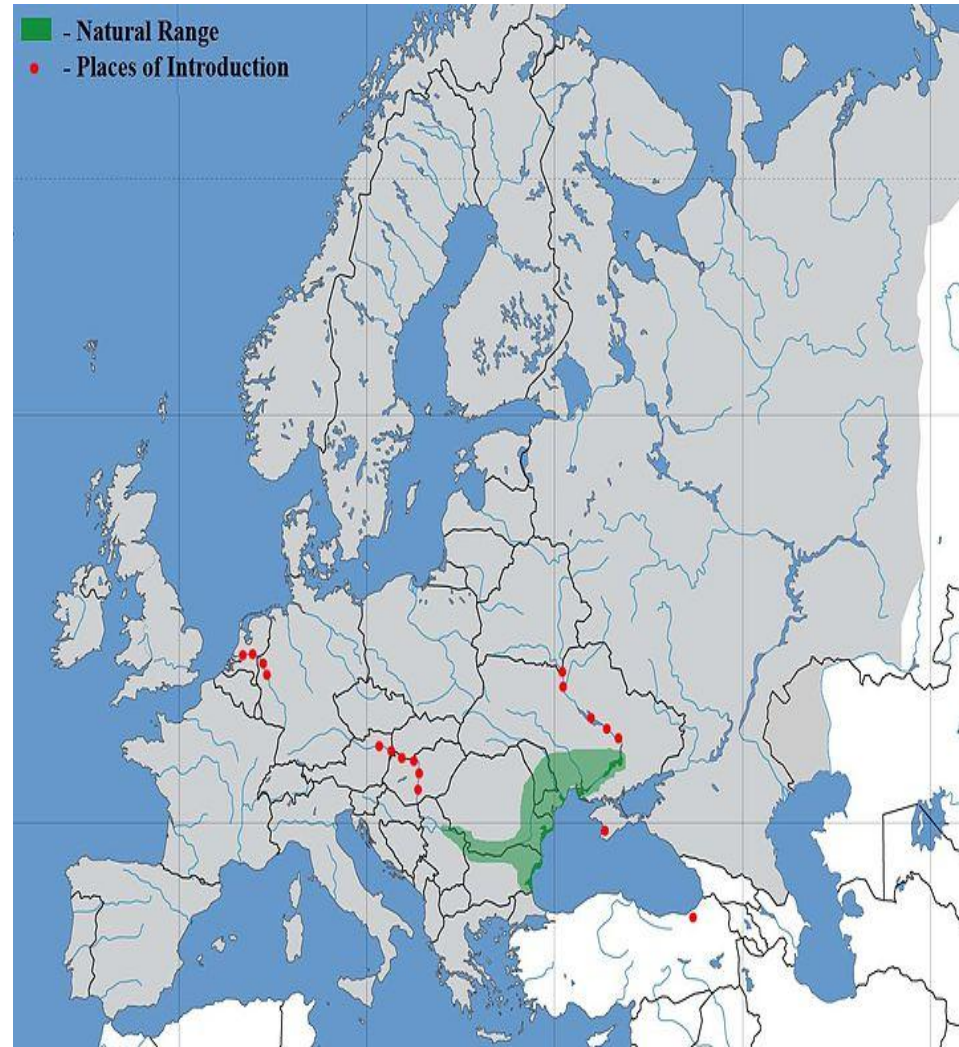 - Natural Range
- Places of Introduction